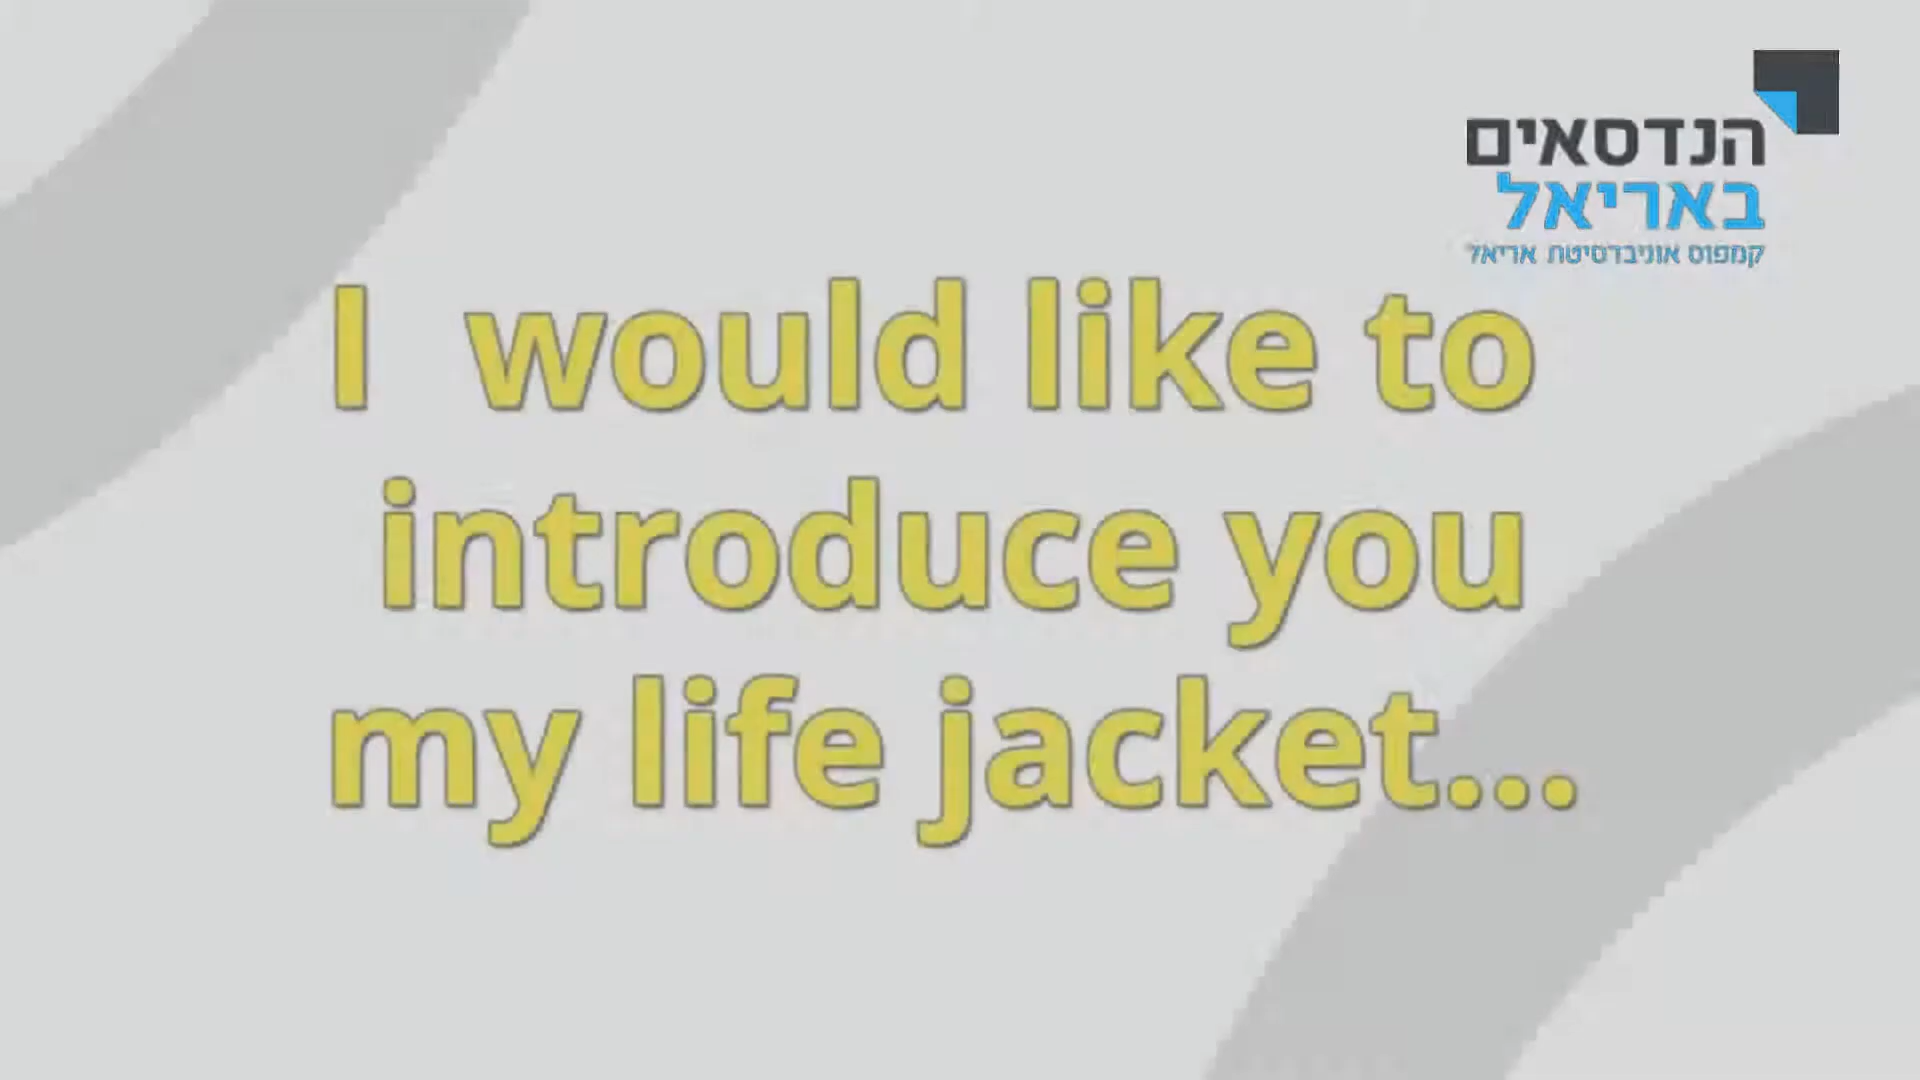 הנדסאים
באריאל
קמפוס אוניברסיטת אריאל
I would like to
introduce you
my life jacket...